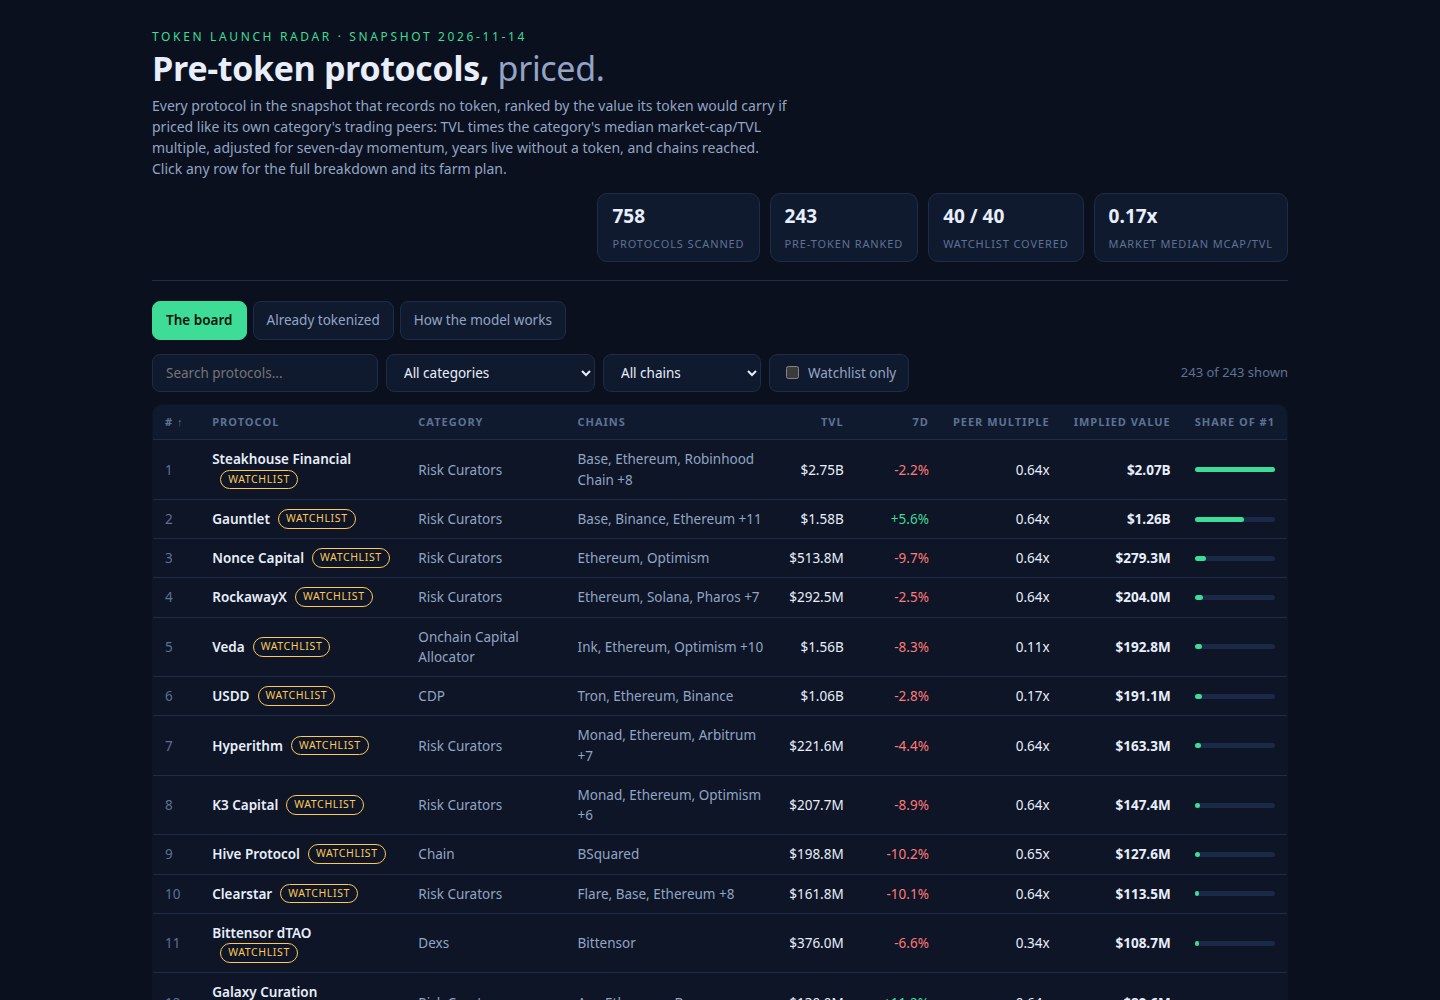 TOKEN LAUNCH RADAR · SNAPSHOT 2026-11-14
Pre-token protocols, priced.
Every protocol in the snapshot that records no token, ranked by the value its token would carry if
priced like its own category's trading peers: TVL times the category's median market-cap/TVL
multiple, adjusted for seven-day momentum, years live without a token, and chains reached.
Click any row for the full breakdown and its farm plan.
758 243 40 / 40 0.17x
PROTOCOLS SCANNED PRE-TOKEN RANKED WATCHLIST COVERED MARKET MEDIAN MCAP/TVL
The board Already tokenized How the model works
Search protocols... All categories All chains Watchlist only 243 of 243 shown
# ↑ PROTOCOL CATEGORY CHAINS TVL 7D PEER MULTIPLE IMPLIED VALUE SHARE OF #1
1 Steakhouse Financial WATCHLIST Risk Curators Base, Ethereum, Robinhood Chain +8 $2.75B -2.2% 0.64x $2.07B
2 Gauntlet WATCHLIST Risk Curators Base, Binance, Ethereum +11 $1.58B +5.6% 0.64x $1.26B
3 Nonce Capital WATCHLIST Risk Curators Ethereum, Optimism $513.8M -9.7% 0.64x $279.3M
4 RockawayX WATCHLIST Risk Curators Ethereum, Solana, Pharos +7 $292.5M -2.5% 0.64x $204.0M
5 Veda WATCHLIST Onchain Capital Allocator Ink, Ethereum, Optimism +10 $1.56B -8.3% 0.11x $192.8M
6 USDD WATCHLIST CDP Tron, Ethereum, Binance $1.06B -2.8% 0.17x $191.1M
7 Hyperithm WATCHLIST Risk Curators Monad, Ethereum, Arbitrum +7 $221.6M -4.4% 0.64x $163.3M
8 K3 Capital WATCHLIST Risk Curators Monad, Ethereum, Optimism +6 $207.7M -8.9% 0.64x $147.4M
9 Hive Protocol WATCHLIST Chain BSquared $198.8M -10.2% 0.65x $127.6M
10 Clearstar WATCHLIST Risk Curators Flare, Base, Ethereum +8 $161.8M -10.1% 0.64x $113.5M
11 Bittensor dTAO WATCHLIST Dexs Bittensor $376.0M -6.6% 0.34x $108.7M
Galaxy Curation